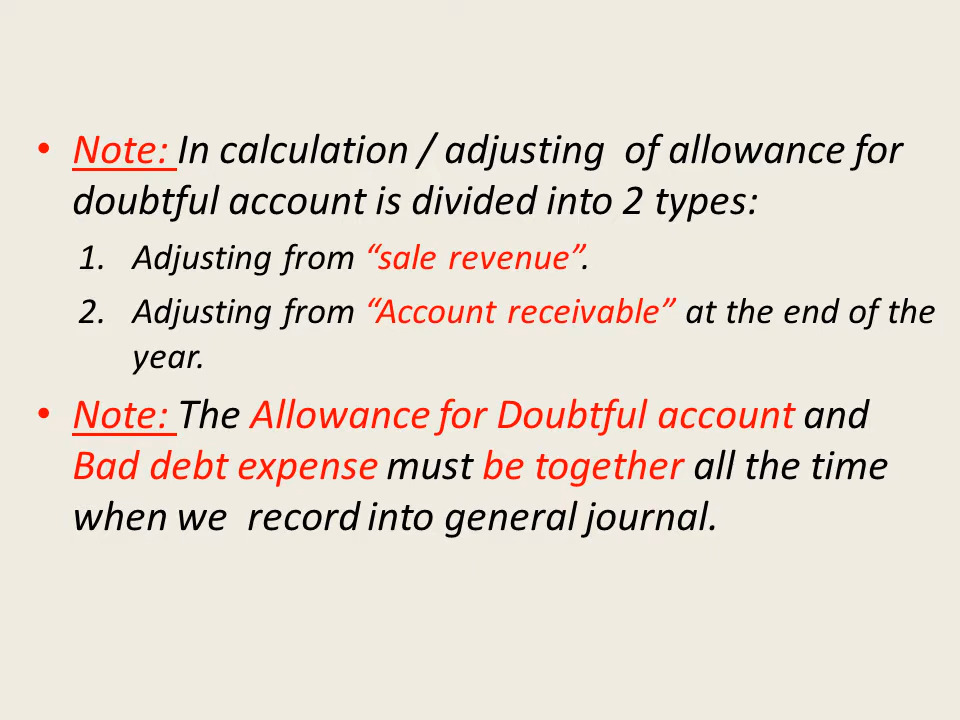 • Note: In calculation / adjusting of allowance for
doubtful account is divided into 2 types:
1. Adjusting from “sale revenue”.
2. Adjusting from “Account receivable” at the end of the
year.
• Note: The Allowance for Doubtful account and
Bad debt expense must be together all the time
when we record into general journal.